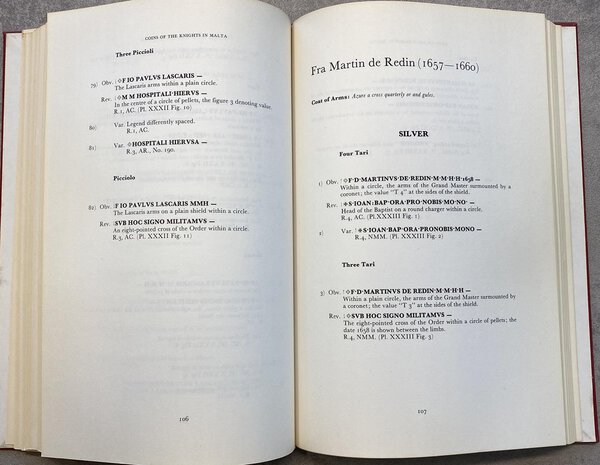 COINS OF THE KNIGHTS IN MALTA
Three Piccioli
79) Obv. :✥F IO PAVLVS LASCARIS —
The Lascaris arms within a plain circle.
Rev. :✥M M HOSPITALI·HIERVS —
In the centre of a circle of pellets, the figure 3 denoting value.
R.1, AC. (Pl. XXXII Fig. 10)
80) Var. Legend differently spaced.
R.1, AC.
81) Var. ✥HOSPITALI HIERVSA —
R.3, AR., No. 190.
Picciolo
82) Obv. :F IO PAVLVS LASCARIS MMH —
The Lascaris arms on a plain shield within a circle.
Rev. :SVB HOC SIGNO MILITAMVS —
An eight-pointed cross of the Order within a circle.
R.3, AC. (Pl. XXXII Fig. 11)
106
Fra Martin de Redin (1657—1660)
Coat of Arms: Azure a cross quarterly or and gules.
SILVER
Four Tari
1) Obv. :✥F·D·MARTINVS·DE·REDIN·M·M·H·H·1658 —
Within a circle, the arms of the Grand Master surmounted by a
coronet; the value "T 4" at the sides of the shield.
Rev. :✥S·IOAN:BAP·ORA·PRO·NOBIS·MO·NO· —
Head of the Baptist on a round charger within a circle.
R.4, AC. (Pl. XXXIII Fig. 1)
2) Var. :✥S·IOAN·BAP·ORA·PRONOBIS·MONO —
R.4, NMM. (Pl. XXXIII Fig. 2)
Three Tari
3) Obv. :✥F·D·MARTINVS DE REDIN·M·M·H·H —
Within a plain circle, the arms of the Grand Master surmounted by
a coronet; the value "T 3" at the sides of the shield.
Rev. :✥SVB HOC SIGNO MILITAMVS —
The eight-pointed cross of the Order within a circle of pellets; the
date 1658 is shown between the limbs.
R.4, NMM. (Pl. XXXIII Fig. 3)
107